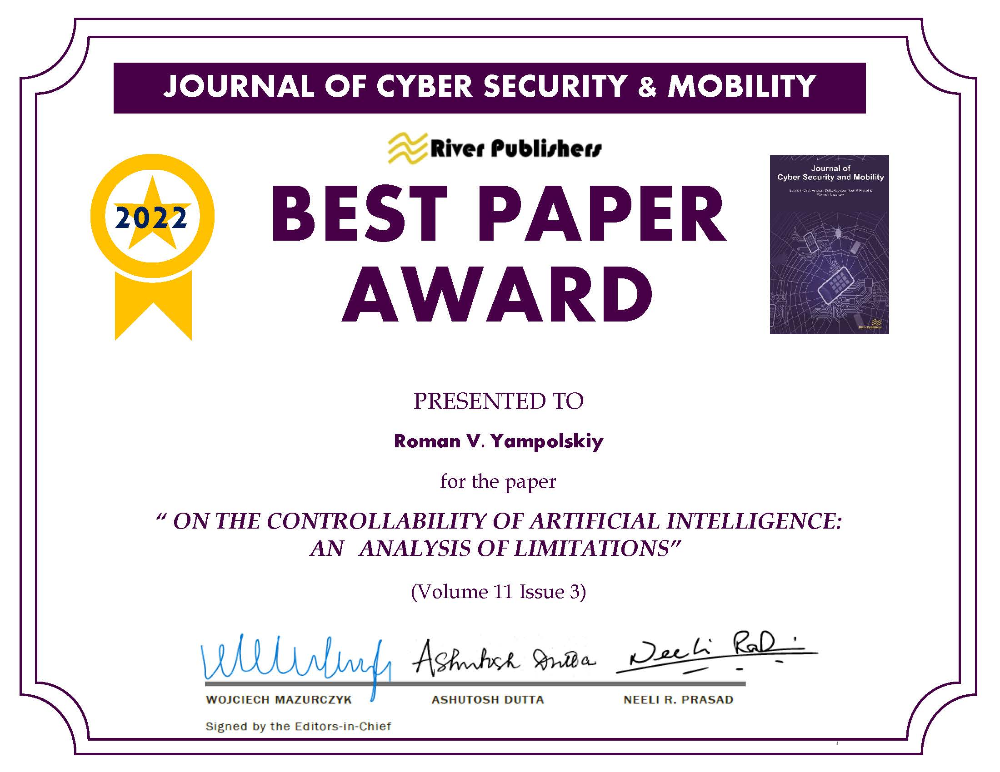 JOURNAL OF CYBER SECURITY & MOBILITY
River Publishers
2022
BEST PAPER
AWARD
Journal of
Cyber Security and Mobility
Editors-in-Chief: Ashutosh Dutta, Ruby Lee, Neeli R. Prasad &
Wojciech Mazurczyk
River Publishers
PRESENTED TO
Roman V. Yampolskiy
for the paper
“ ON THE CONTROLLABILITY OF ARTIFICIAL INTELLIGENCE:
AN ANALYSIS OF LIMITATIONS”
(Volume 11 Issue 3)
Ashutosh Dutta
WOJCIECH MAZURCZYK ASHUTOSH DUTTA NEELI R. PRASAD
Signed by the Editors-in-Chief